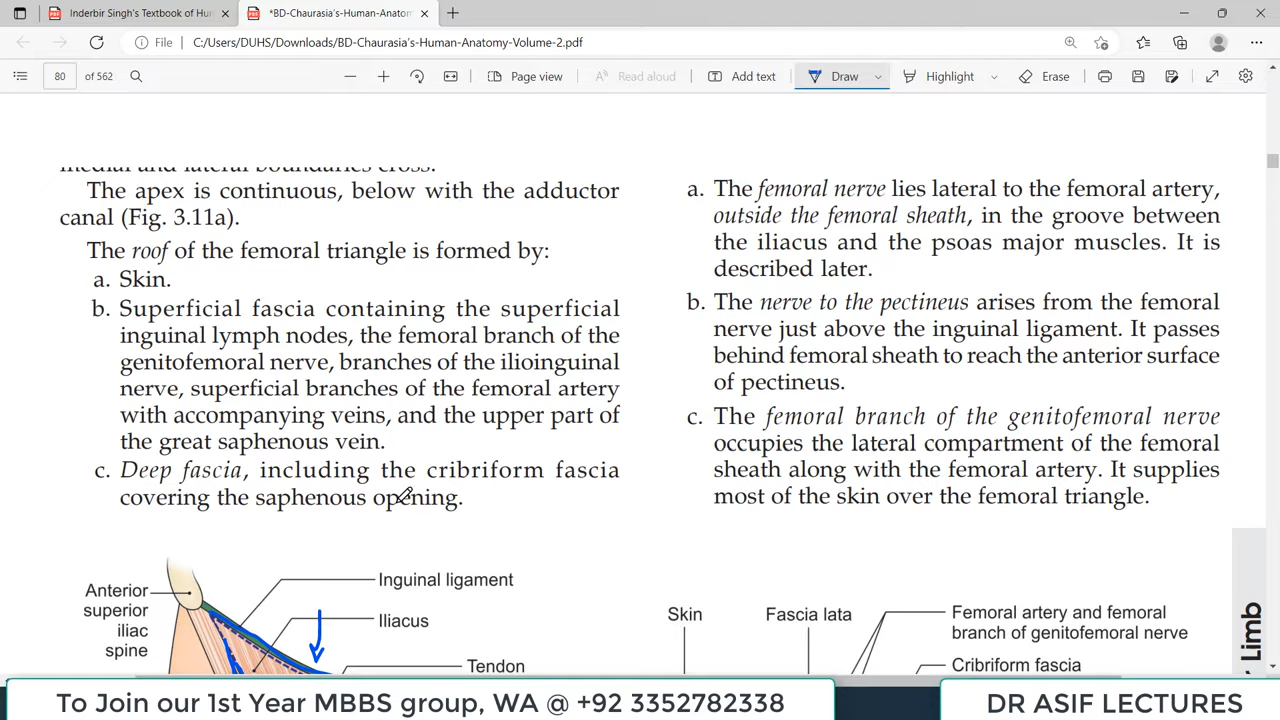 Inderbir Singh's Textbook of Hum
*BD-Chaurasia's-Human-Anatom
File C:/Users/DUHS/Downloads/BD-Chaurasia's-Human-Anatomy-Volume-2.pdf
80 of 562 Page view Read aloud Add text Draw Highlight Erase
medial and lateral boundaries cross.
The apex is continuous, below with the adductor
canal (Fig. 3.11a).
The roof of the femoral triangle is formed by:
a. Skin.
b. Superficial fascia containing the superficial
inguinal lymph nodes, the femoral branch of the
genitofemoral nerve, branches of the ilioinguinal
nerve, superficial branches of the femoral artery
with accompanying veins, and the upper part of
the great saphenous vein.
c. Deep fascia, including the cribriform fascia
covering the saphenous opening.
a. The femoral nerve lies lateral to the femoral artery,
outside the femoral sheath, in the groove between
the iliacus and the psoas major muscles. It is
described later.
b. The nerve to the pectineus arises from the femoral
nerve just above the inguinal ligament. It passes
behind femoral sheath to reach the anterior surface
of pectineus.
c. The femoral branch of the genitofemoral nerve
occupies the lateral compartment of the femoral
sheath along with the femoral artery. It supplies
most of the skin over the femoral triangle.
Anterior
superior
iliac
spine
Inguinal ligament
Iliacus
Tendon
Skin
Fascia lata
Femoral artery and femoral
branch of genitofemoral nerve
Cribriform fascia
Limb
To Join our 1st Year MBBS group, WA @ +92 3352782338
DR ASIF LECTURES